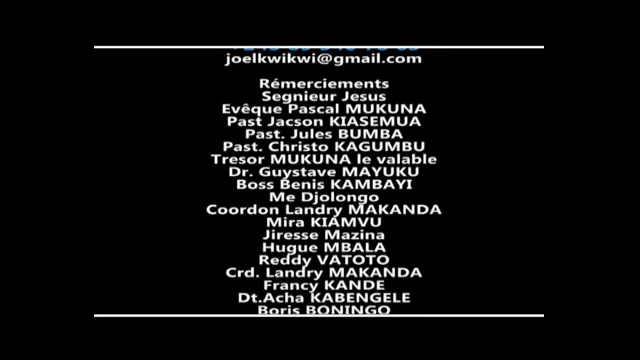 joelkwikwi@gmail.com
Rémerciements
Segnieur Jesus
Evêque Pascal MUKUNA
Past Jacson KIASEMUA
Past. Jules BUMBA
Past. Christo KAGUMBU
Tresor MUKUNA le valable
Dr. Guystave MAYUKU
Boss Benis KAMBAYI
Me Djolongo
Coordon Landry MAKANDA
Mira KIAMVU
Jiresse Mazina
Hugue MBALA
Reddy VATOTO
Crd. Landry MAKANDA
Francy KANDE
Dt.Acha KABENGELE
Boris BONINGO